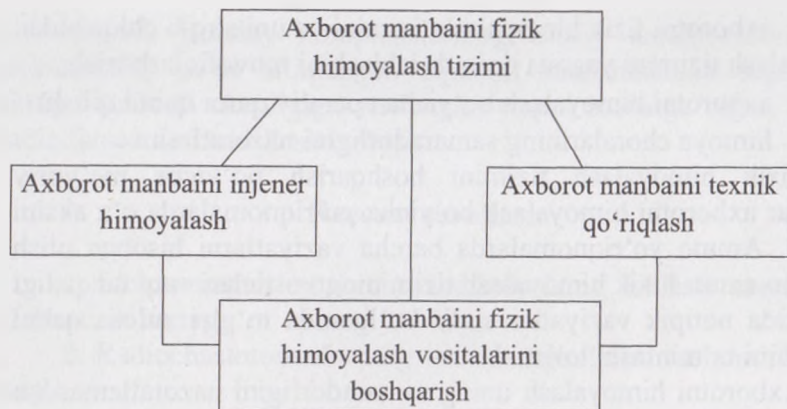 Axborot manbaini fizik
himoyalash tizimi
Axborot manbaini injener
himoyalash
Axborot manbaini texnik
qo‘riqlash
Axborot manbaini fizik
himoyalash vositalarini
boshqarish